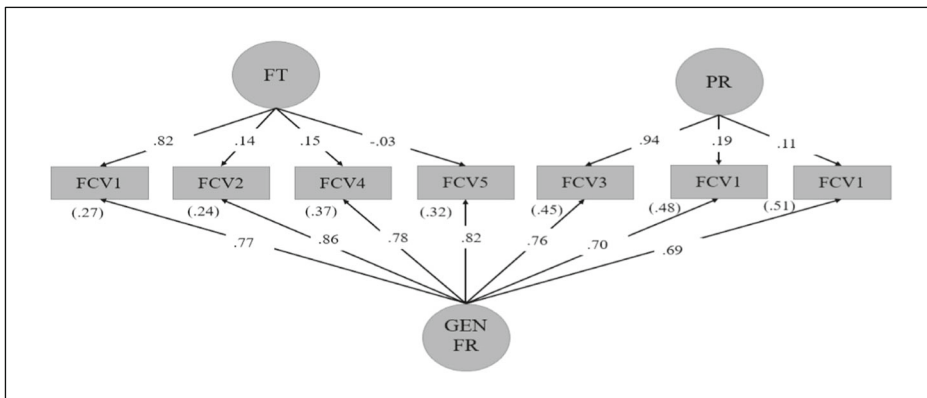 FT
PR
.82
.14
.15
-.03
.94
.19
.11
FCV1
FCV2
FCV4
FCV5
FCV3
FCV1
FCV1
(.27)
(.24)
(.37)
(.32)
(.45)
(.48)
(.51)
.77
.86
.78
.82
.76
.70
.69
GEN
FR